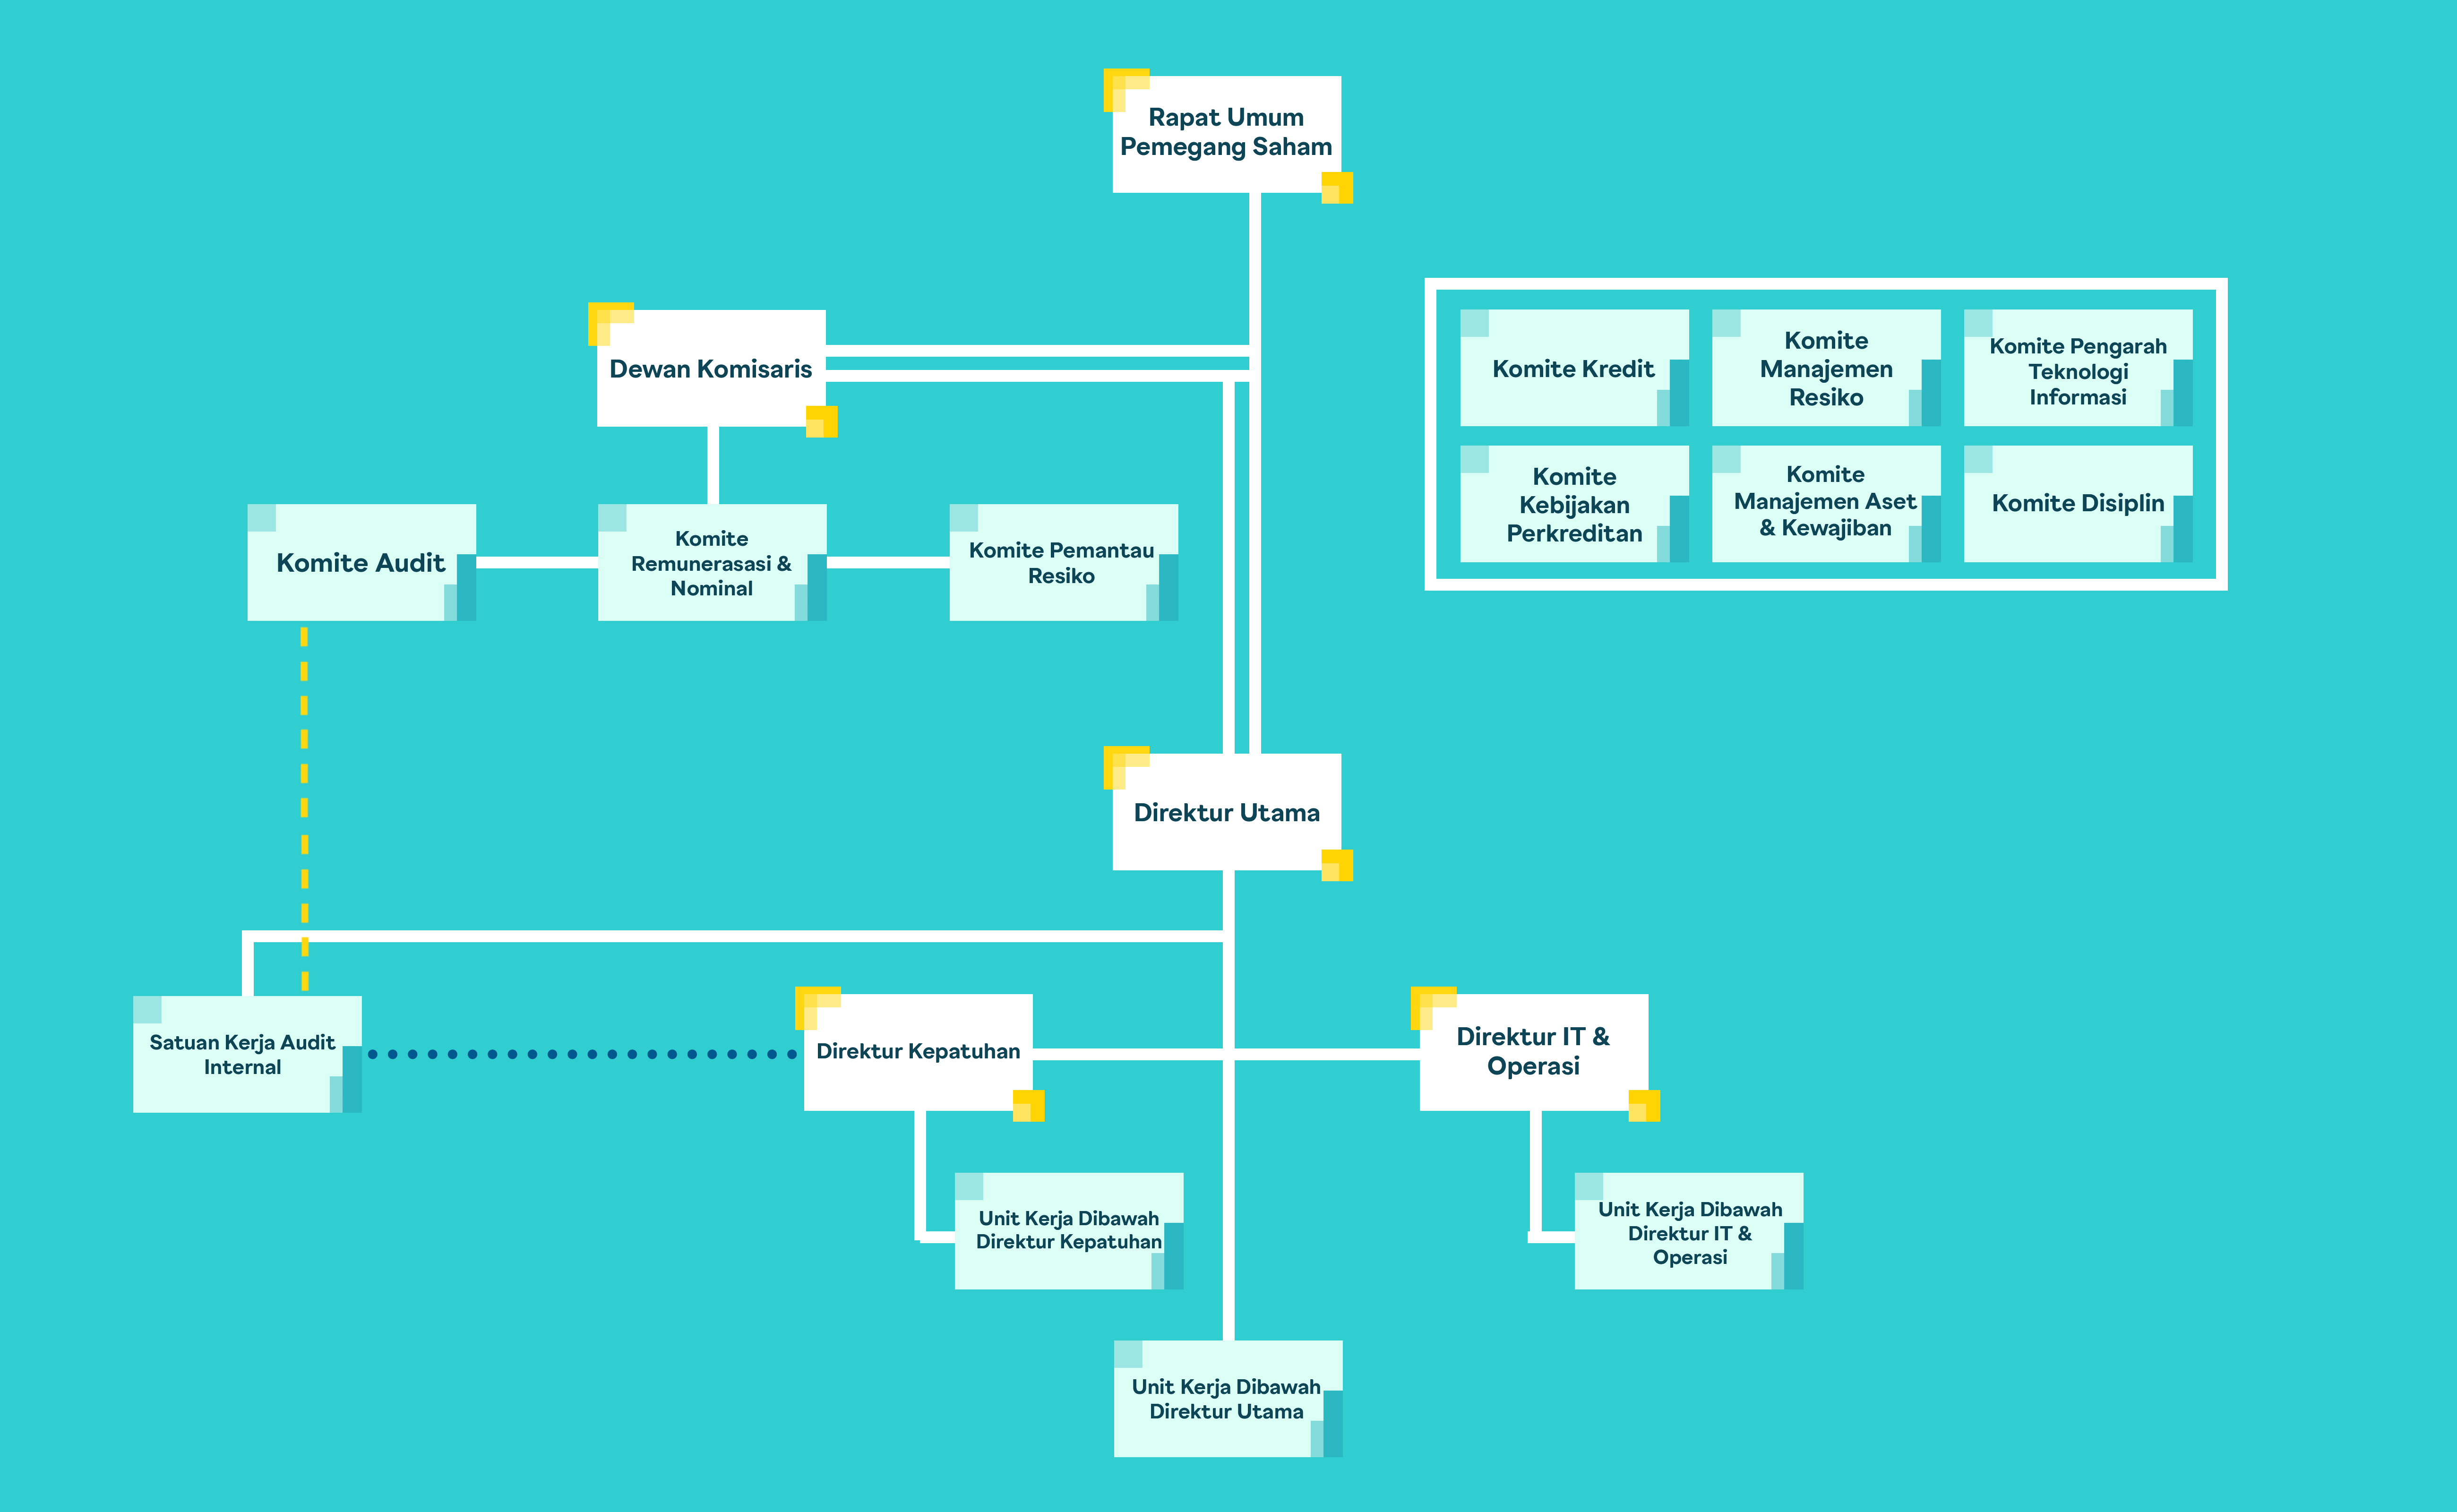 Rapat Umum
Pemegang Saham
Dewan Komisaris
Komite Kredit
Komite
Manajemen
Resiko
Komite Pengarah
Teknologi
Informasi
Komite
Kebijakan
Perkreditan
Komite
Manajemen Aset
& Kewajiban
Komite Disiplin
Komite Audit
Komite
Remunerasasi &
Nominal
Komite Pemantau
Resiko
Direktur Utama
Satuan Kerja Audit
Internal
Direktur Kepatuhan
Direktur IT &
Operasi
Unit Kerja Dibawah
Direktur Kepatuhan
Unit Kerja Dibawah
Direktur IT &
Operasi
Unit Kerja Dibawah
Direktur Utama